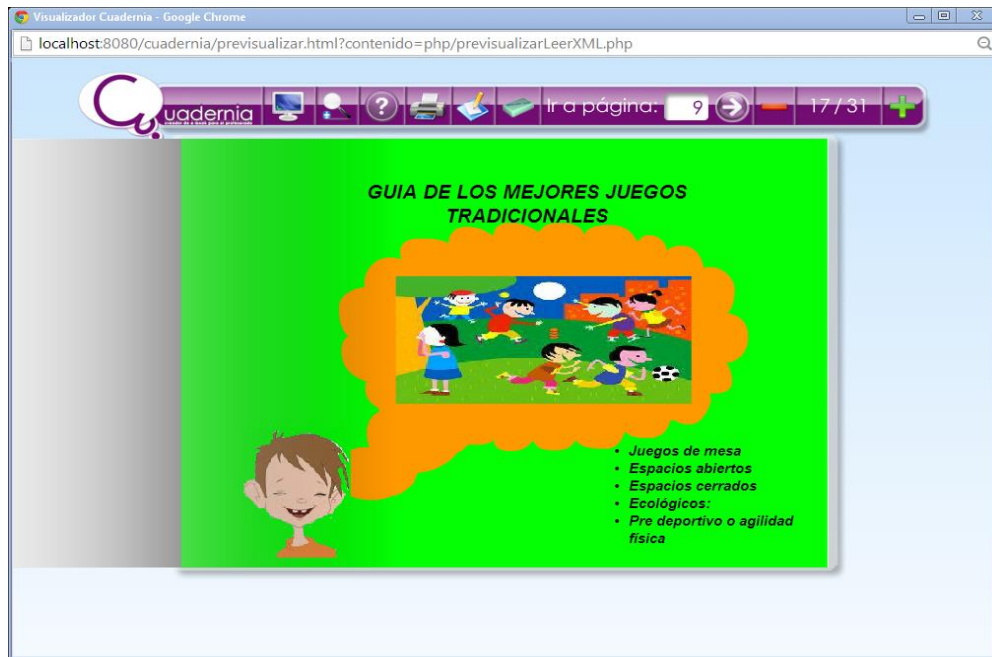 Visualizador Cuadernia - Google Chrome
localhost:8080/cuadernia/previsualizar.html?contenido=php/previsualizarLeerXML.php
Cuadernia
Ir a página: 9
17/31
GUIA DE LOS MEJORES JUEGOS
TRADICIONALES
• Juegos de mesa
• Espacios abiertos
• Espacios cerrados
• Ecológicos:
• Pre deportivo o agilidad
física